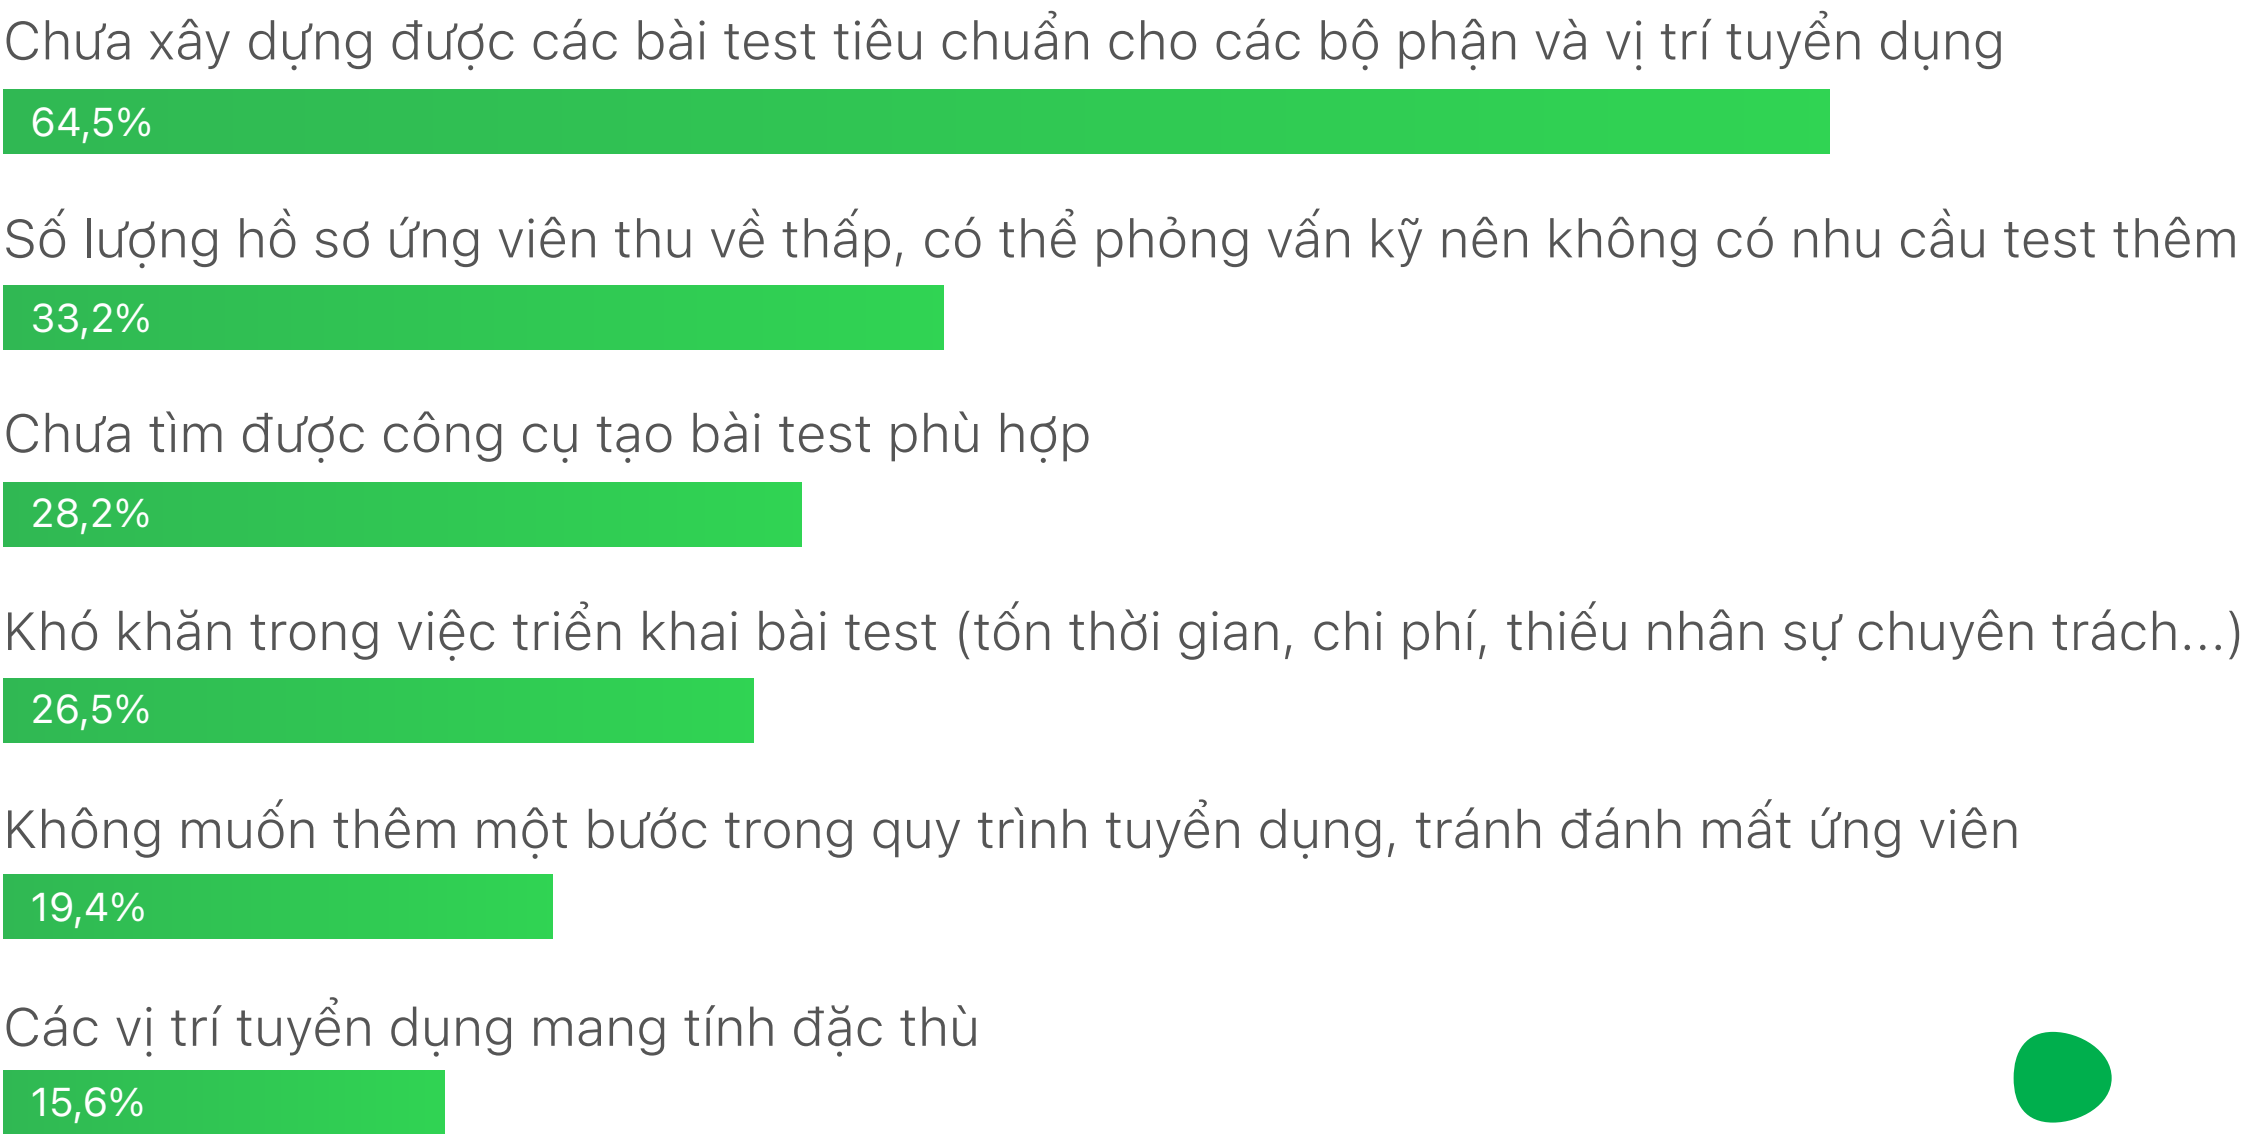 Chưa xây dựng được các bài test tiêu chuẩn cho các bộ phận và vị trí tuyển dụng
64,5%
Số lượng hồ sơ ứng viên thu về thấp, có thể phỏng vấn kỹ nên không có nhu cầu test thêm
33,2%
Chưa tìm được công cụ tạo bài test phù hợp
28,2%
Khó khăn trong việc triển khai bài test (tốn thời gian, chi phí, thiếu nhân sự chuyên trách...)
26,5%
Không muốn thêm một bước trong quy trình tuyển dụng, tránh đánh mất ứng viên
19,4%
Các vị trí tuyển dụng mang tính đặc thù
15,6%